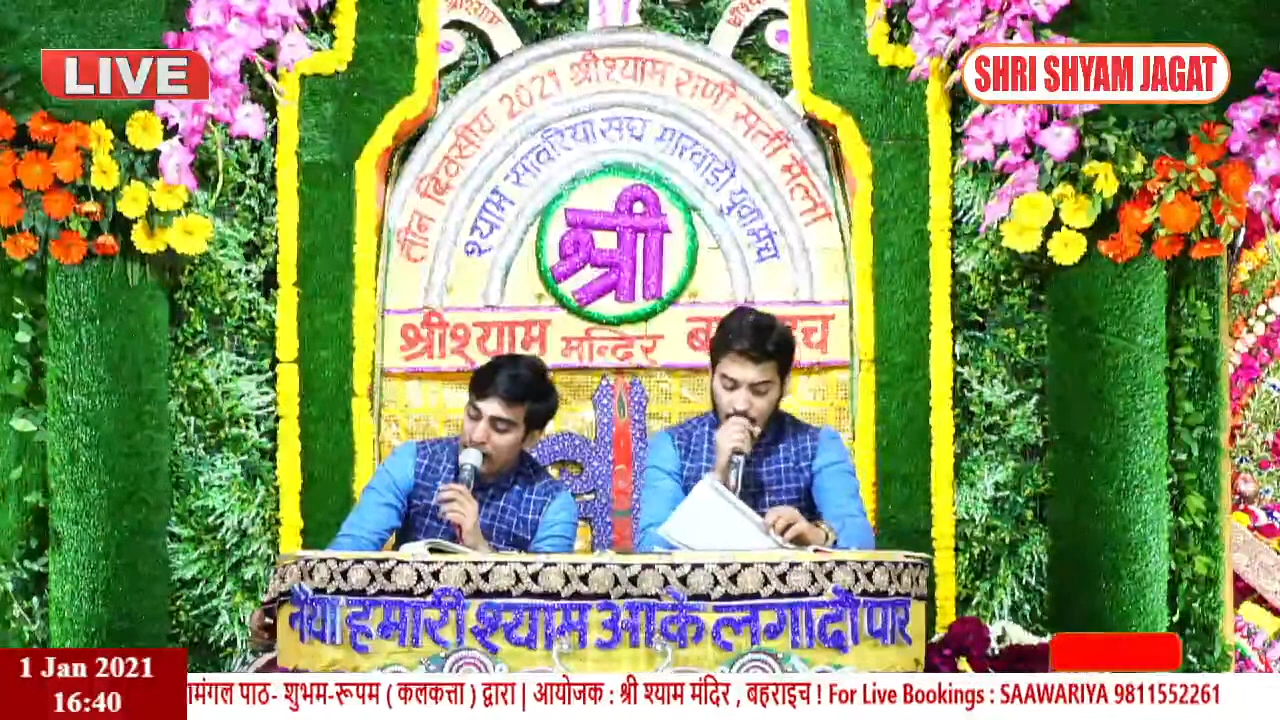 श्रीश्याम
श्रीश्याम
LIVE
SHRI SHYAM JAGAT
तीन दिवसीय 2021 श्रीश्याम राणी सती मेला
श्याम सांवरिया संघ मारवाड़ी युवा मंच
श्री
श्रीश्याम मन्दिर
श्री
नैया हमारी श्याम आके लगादो पार
1 Jan 2021
16:40
ामंगल पाठ- शुभम-रूपम ( कलकत्ता ) द्वारा | आयोजक : श्री श्याम मंदिर , बहराइच ! For Live Bookings : SAAWARIYA 9811552261